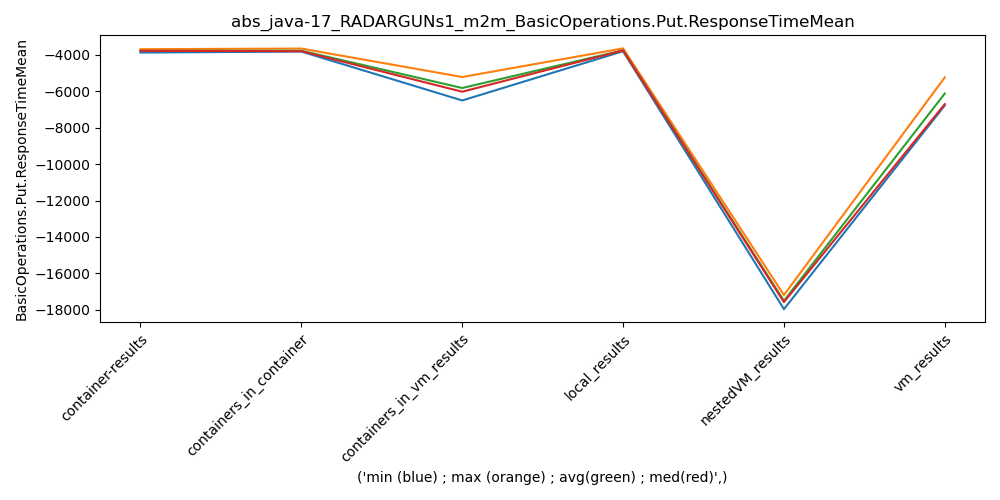 abs_java-17_RADARGUNs1_m2m_BasicOperations.Put.ResponseTimeMean
BasicOperations.Put.ResponseTimeMean
−4000
−6000
−8000
−10000
−12000
−14000
−16000
−18000
container-results
containers_in_container
containers_in_vm_results
local_results
nestedVM_results
vm_results
('min (blue) ; max (orange) ; avg(green) ; med(red)',)